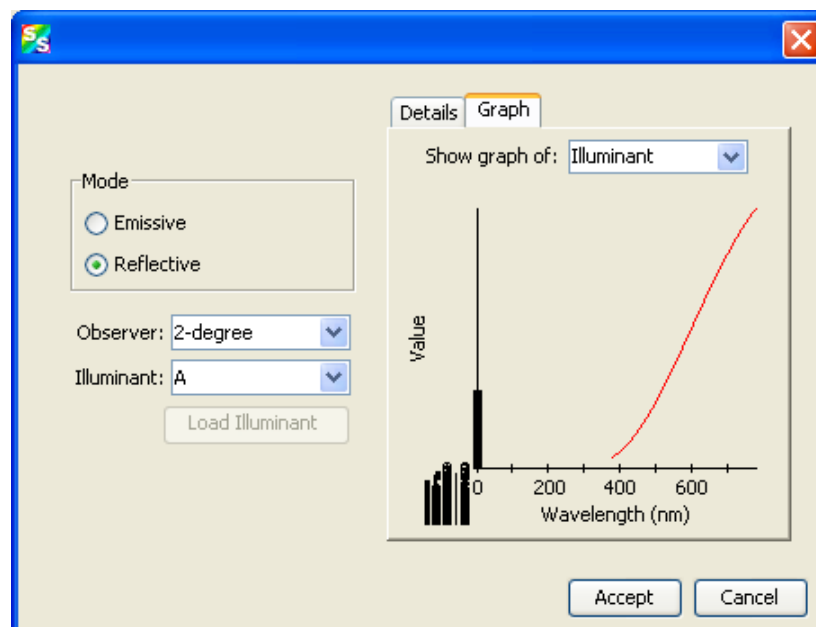 SS
Details Graph
Show graph of: Illuminant
Mode
Emissive
Reflective
Observer: 2-degree
Illuminant: A
Load Illuminant
Value
0 200 400 600
Wavelength (nm)
Accept Cancel